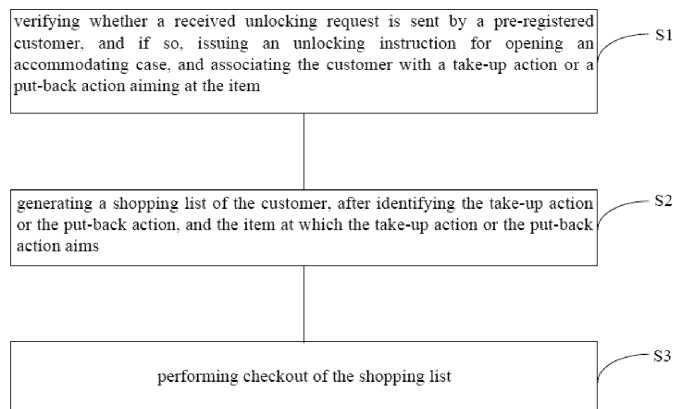 verifying whether a received unlocking request is sent by a pre-registered
customer, and if so, issuing an unlocking instruction for opening an
accommodating case, and associating the customer with a take-up action or a
put-back action aiming at the item
S1
generating a shopping list of the customer, after identifying the take-up action
or the put-back action, and the item at which the take-up action or the put-back
action aims
S2
performing checkout of the shopping list
S3